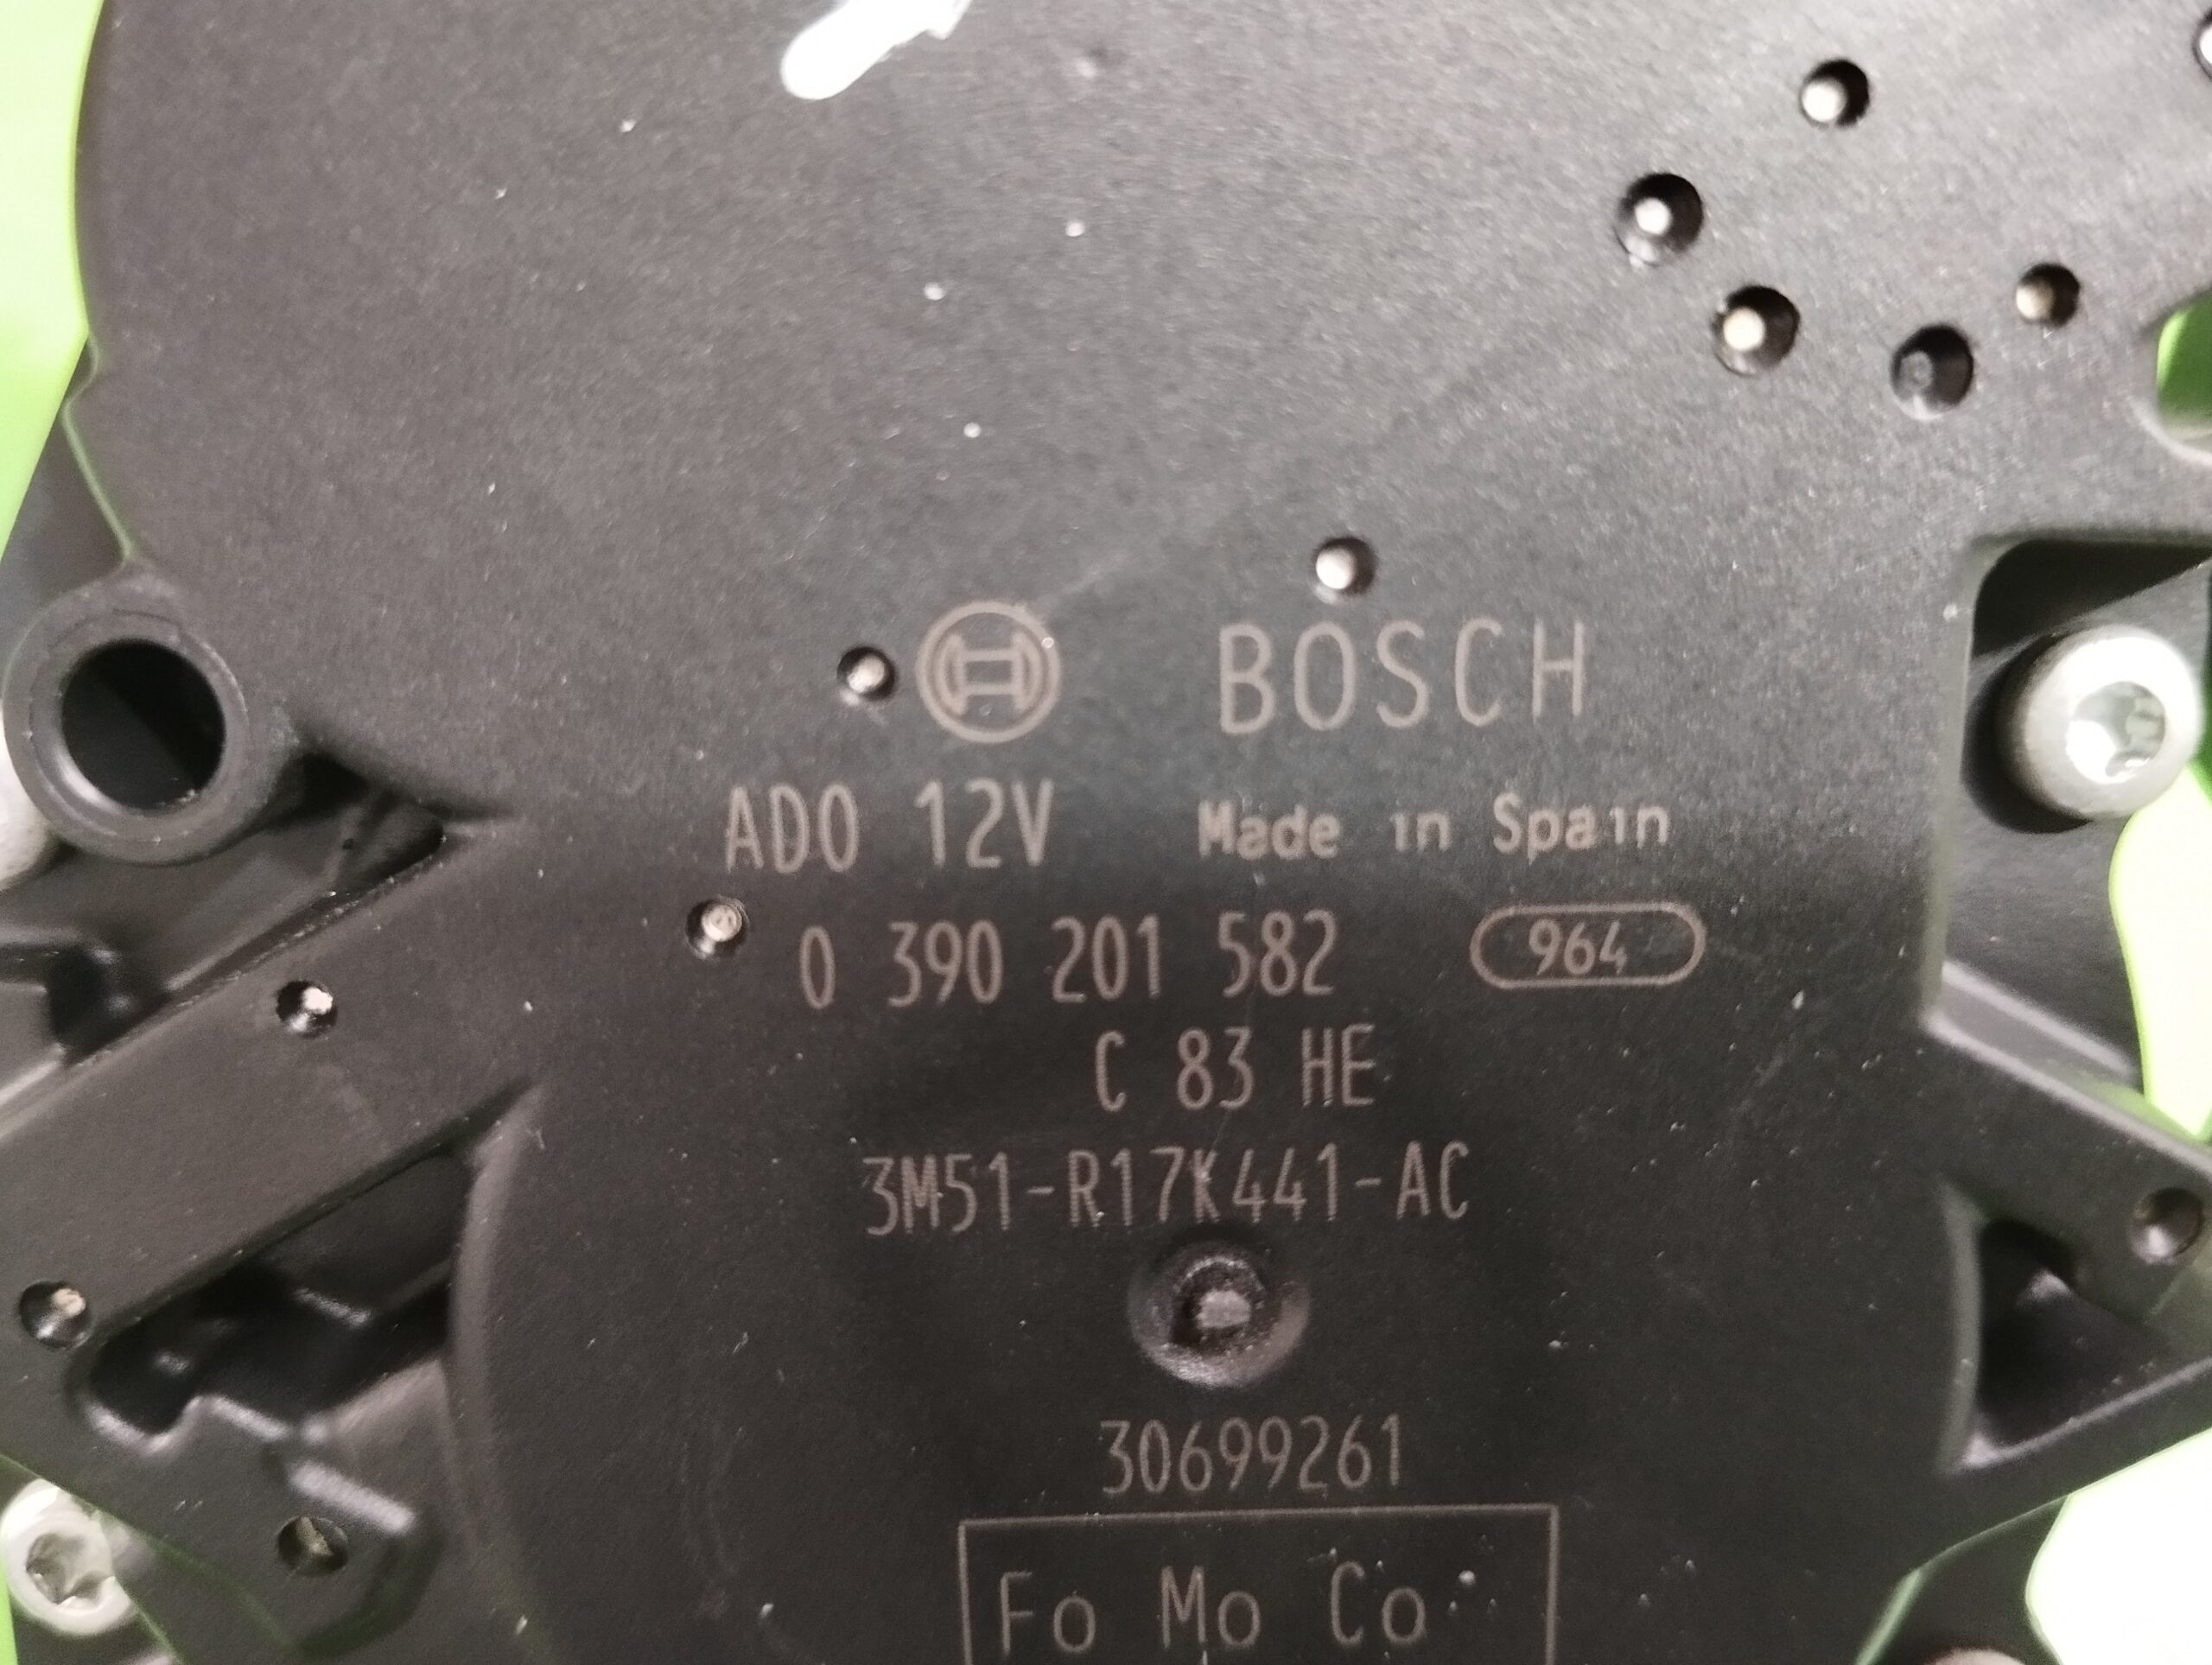 BOSCH
ADO 12V Made in Spain
0 390 201 582 964
C 83 HE
3M51-R17K441-AC
30699261
Fo Mo Co